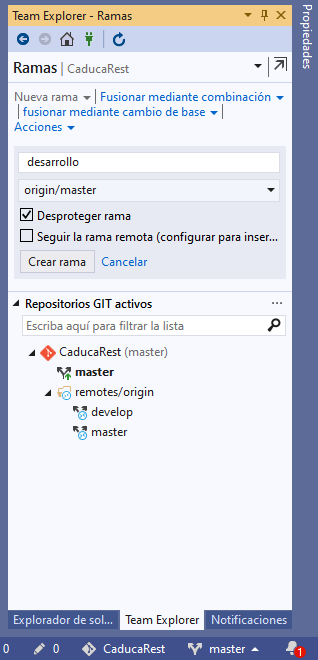 Team Explorer - Ramas
Propiedades
Ramas | CaducaRest
Nueva rama | Fusionar mediante combinación
| fusionar mediante cambio de base |
Acciones
desarrollo
origin/master
Desproteger rama
Seguir la rama remota (configurar para inser...
Crear rama Cancelar
Repositorios GIT activos ...
Escriba aquí para filtrar la lista
CaducaRest (master)
master
remotes/origin
develop
master
Explorador de sol... Team Explorer Notificaciones
0 0 CaducaRest master 1